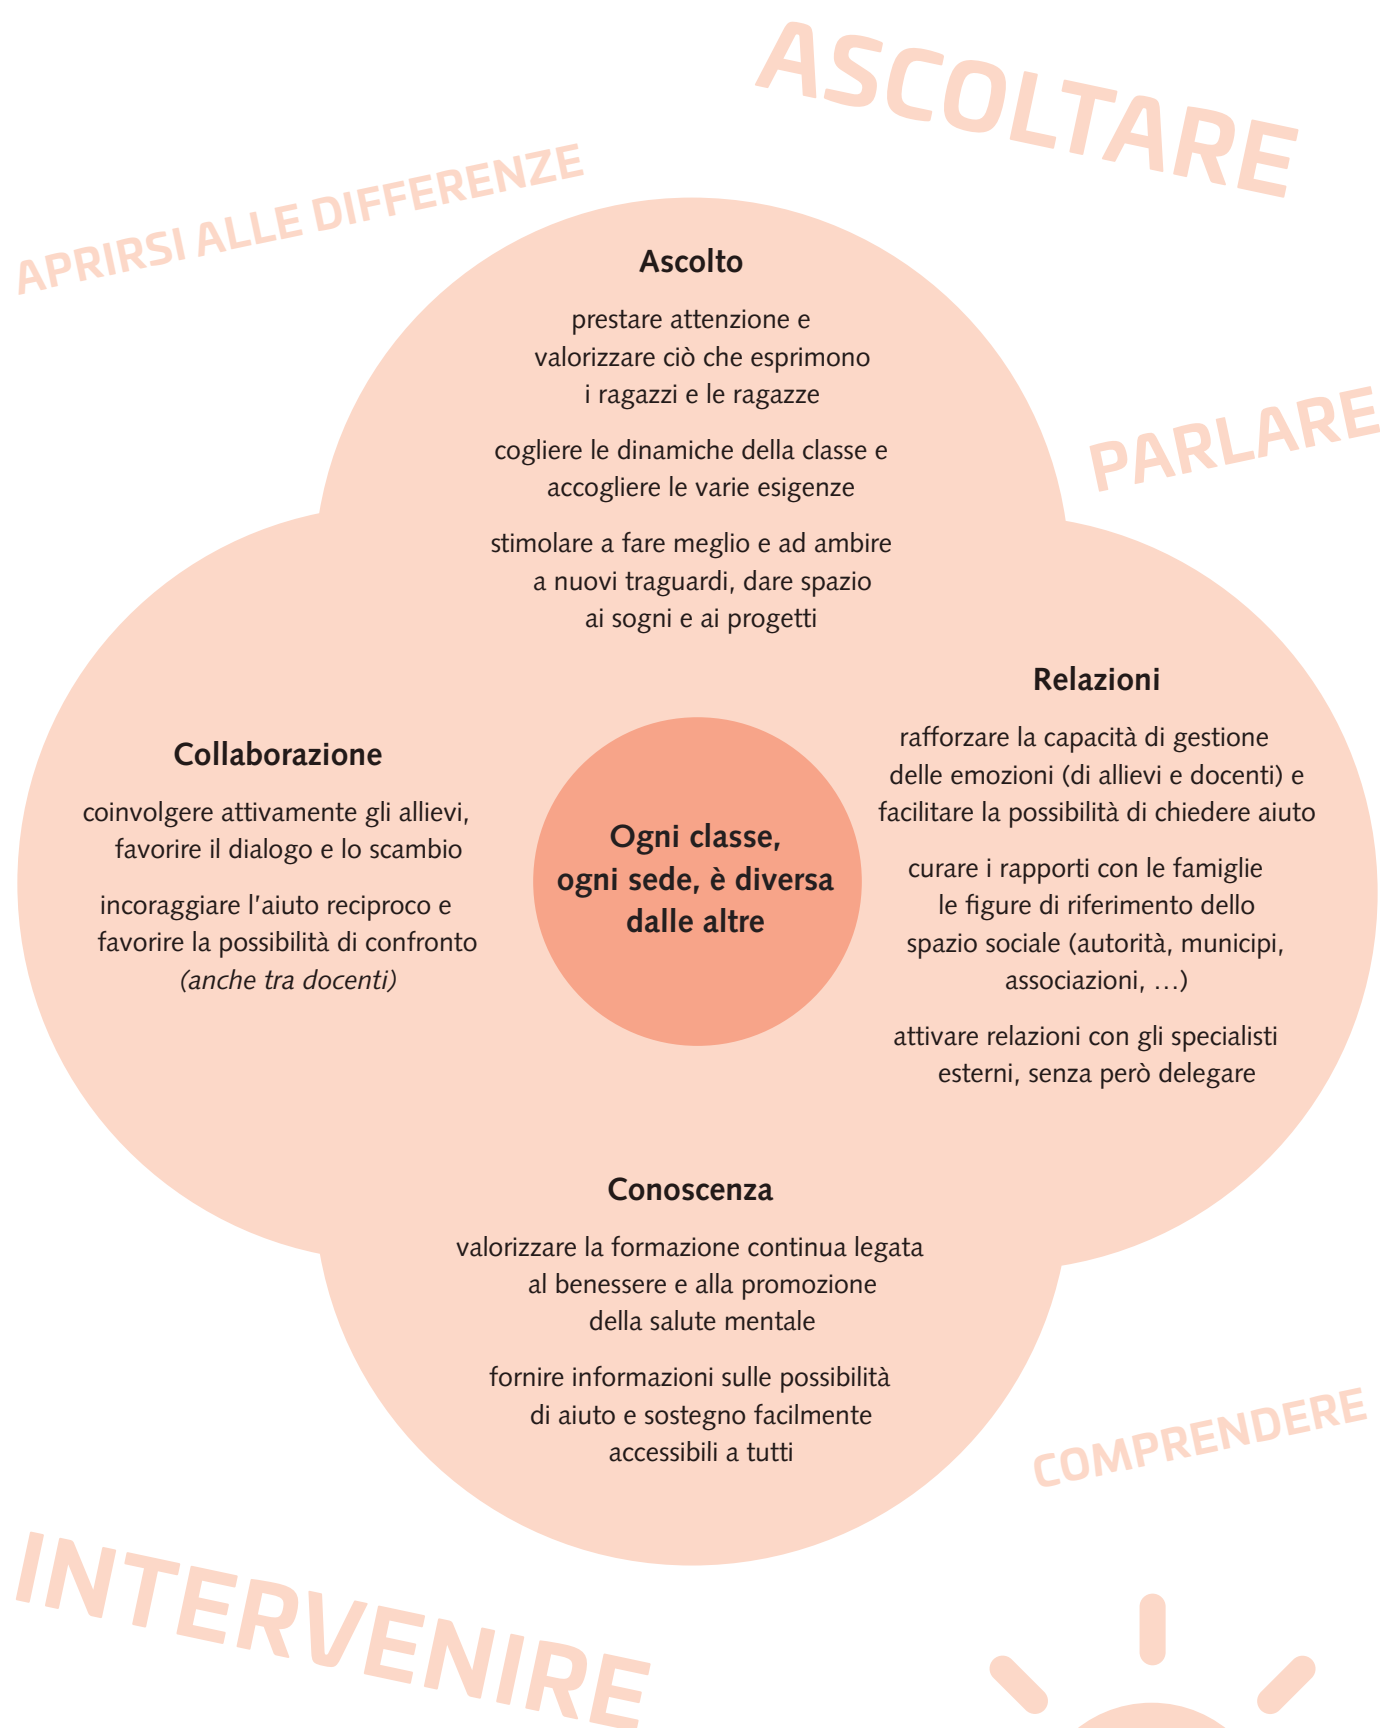 ASCOLTARE
APRIRSI ALLE DIFFERENZE
Ascolto
prestare attenzione e
valorizzare ciò che esprimono
i ragazzi e le ragazze
cogliere le dinamiche della classe e
accogliere le varie esigenze
stimolare a fare meglio e ad ambire
a nuovi traguardi, dare spazio
ai sogni e ai progetti
PARLARE
Collaborazione
coinvolgere attivamente gli allievi,
favorire il dialogo e lo scambio
incoraggiare l'aiuto reciproco e
favorire la possibilità di confronto
(anche tra docenti)
Ogni classe,
ogni sede, è diversa
dalle altre
Relazioni
rafforzare la capacità di gestione
delle emozioni (di allievi e docenti) e
facilitare la possibilità di chiedere aiuto
curare i rapporti con le famiglie
le figure di riferimento dello
spazio sociale (autorità, municipi,
associazioni, …)
attivare relazioni con gli specialisti
esterni, senza però delegare
Conoscenza
valorizzare la formazione continua legata
al benessere e alla promozione
della salute mentale
fornire informazioni sulle possibilità
di aiuto e sostegno facilmente
accessibili a tutti
COMPRENDERE
INTERVENIRE